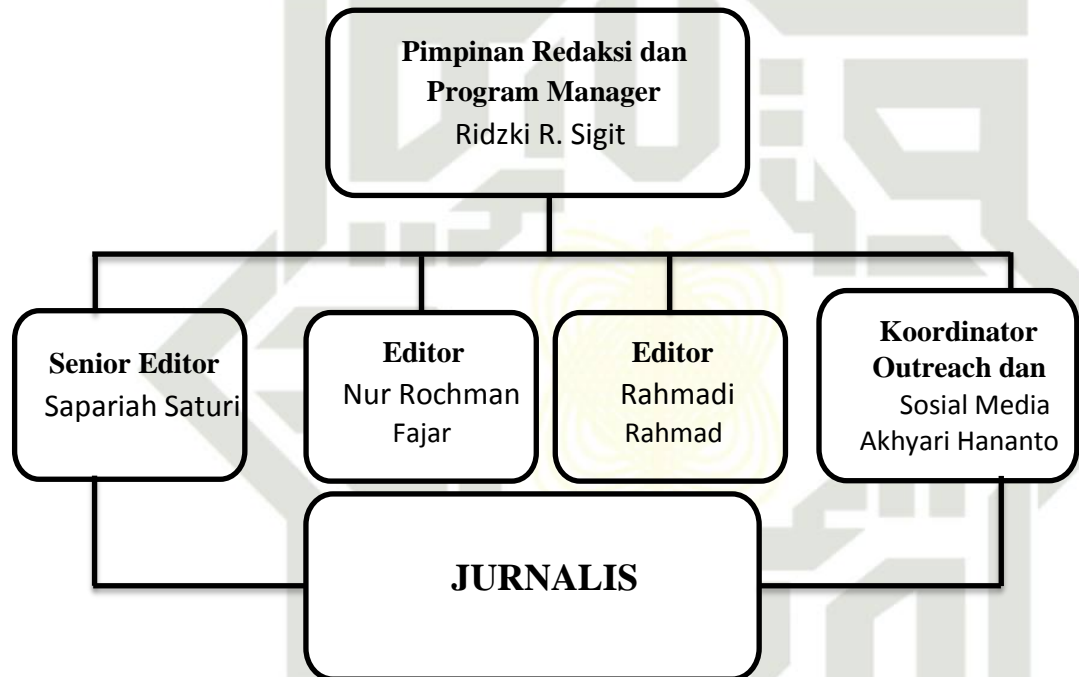 Pimpinan Redaksi dan
Program Manager
Ridzki R. Sigit
Senior Editor
Sapariah Saturi
Editor
Nur Rochman
Fajar
Editor
Rahmadi
Rahmad
Koordinator
Outreach dan
Sosial Media
Akhyari Hananto
JURNALIS